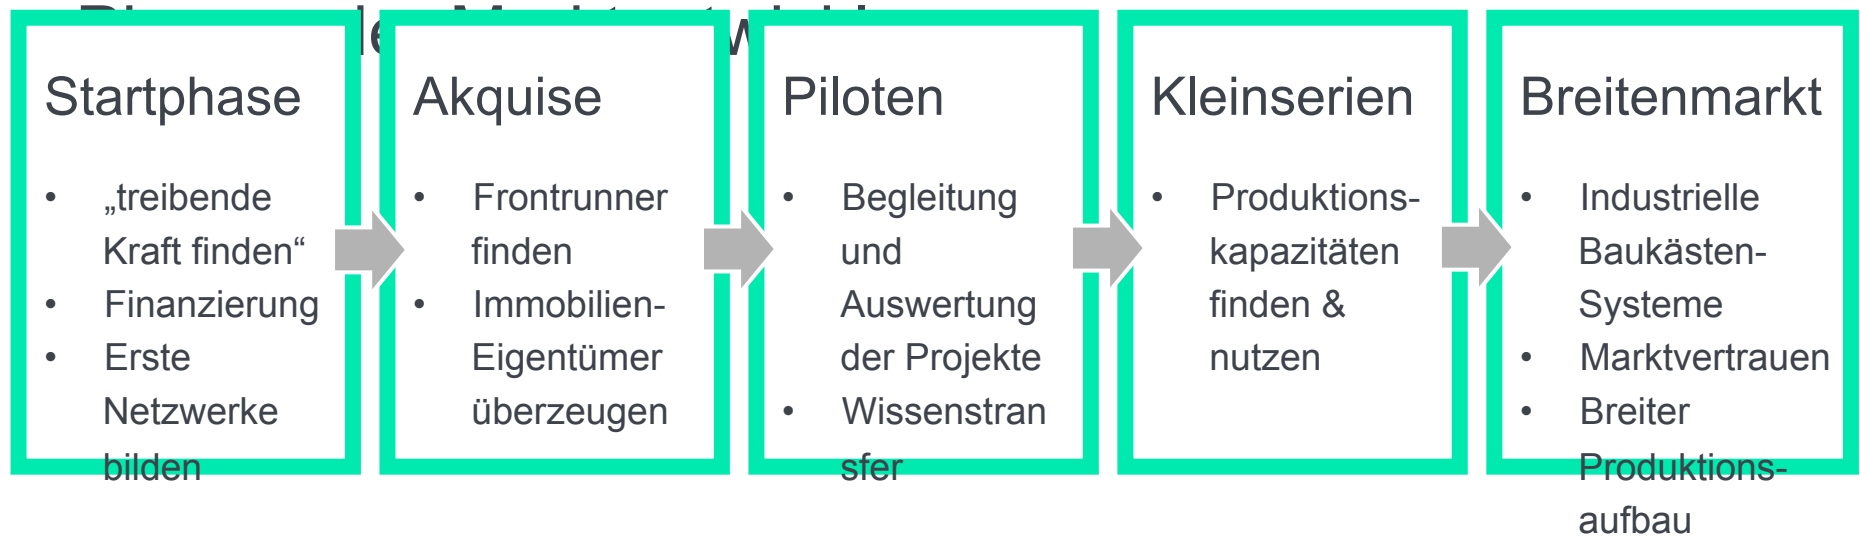 Startphase
• „treibende
Kraft finden“
• Finanzierung
• Erste
Netzwerke
bilden
Akquise
• Frontrunner
finden
• Immobilien-
Eigentümer
überzeugen
Piloten
• Begleitung
und
Auswertung
der Projekte
• Wissenstran
sfer
Kleinserien
• Produktions-
kapazitäten
finden &
nutzen
Breitenmarkt
• Industrielle
Baukästen-
Systeme
• Marktvertrauen
• Breiter
Produktions-
aufbau